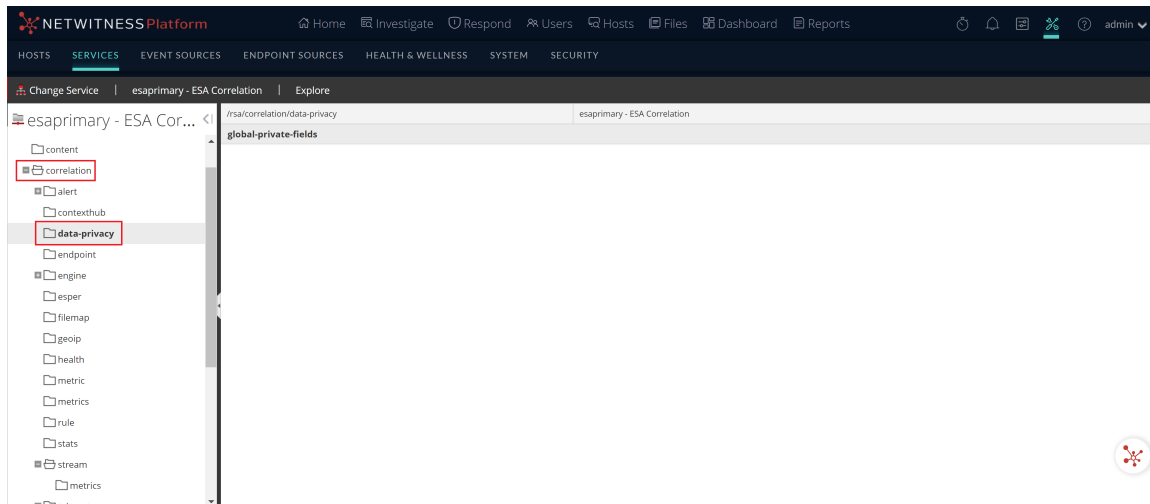 NETWITNESS Platform
Home Investigate Respond Users Hosts Files Dashboard Reports admin
HOSTS SERVICES EVENT SOURCES ENDPOINT SOURCES HEALTH & WELLNESS SYSTEM SECURITY
Change Service | esaprimary - ESA Correlation | Explore
esaprimary - ESA Cor...
/rsa/correlation/data-privacy esaprimary - ESA Correlation
global-private-fields
content
correlation
alert
contexthub
data-privacy
endpoint
engine
esper
filemap
geoip
health
metric
metrics
rule
stats
stream
metrics